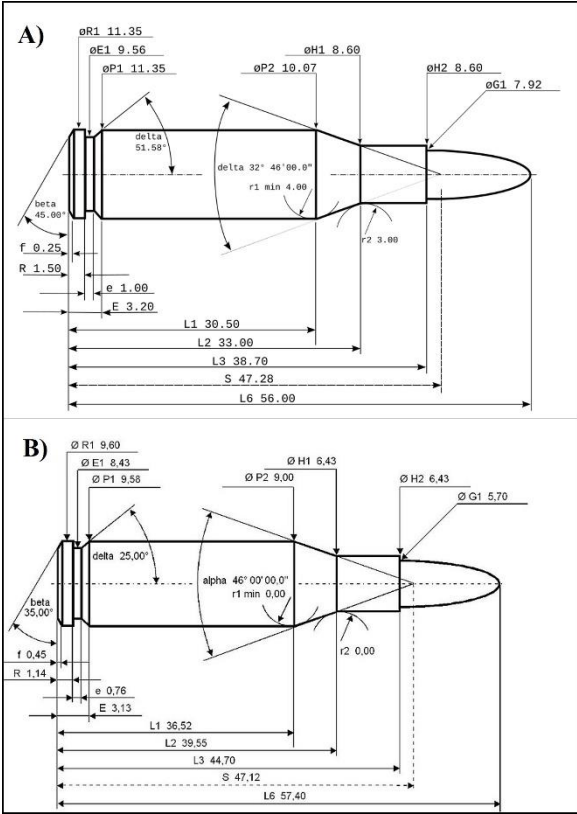 A)
øR1 11.35
øE1 9.56
øP1 11.35
øP2 10.07
øH1 8.60
øH2 8.60
øG1 7.92
delta
51.58°
delta 32° 46'00.0"
r1 min 4.00
beta
45.00°
r2 3.00
f 0.25
R 1.50
e 1.00
E 3.20
L1 30.50
L2 33.00
L3 38.70
S 47.28
L6 56.00
B)
Ø R1 9,60
Ø E1 8,43
Ø P1 9,58
Ø P2 9,00
Ø H1 6,43
Ø H2 6,43
Ø G1 5,70
delta 25,00°
alpha 46° 00'00,0"
r1 min 0,00
beta
35,00°
r2 0,00
f 0,45
R 1,14
e 0,76
E 3,13
L1 36,52
L2 39,55
L3 44,70
S 47,12
L6 57,40